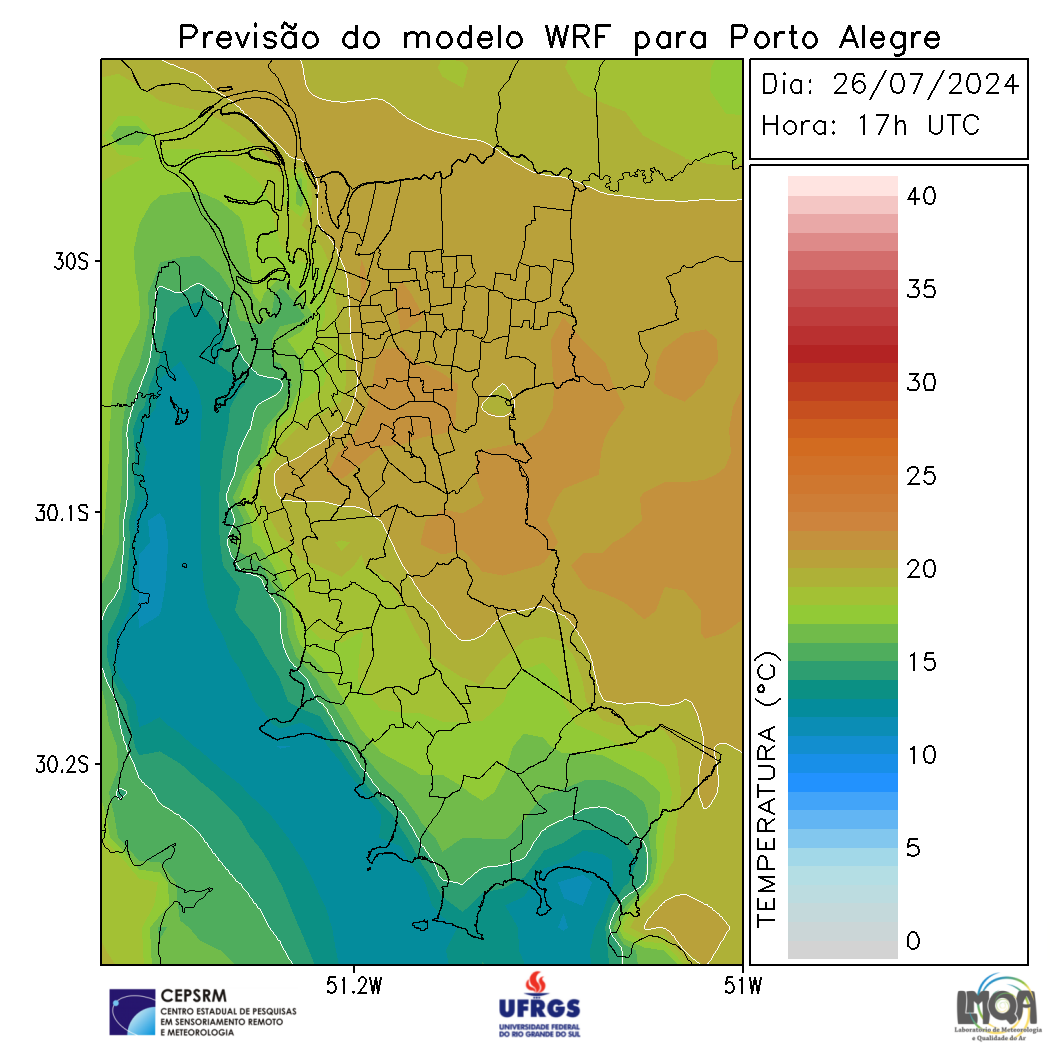 Previsão do modelo WRF para Porto Alegre
Dia: 26/07/2024
Hora: 17h UTC
30S
30.1S
30.2S
51.2W
51W
40
35
30
25
20
15
10
5
0
TEMPERATURA (°C)
CEPSRM
CENTRO ESTADUAL DE PESQUISAS
EM SENSORIAMENTO REMOTO
E METEOROLOGIA
UFRGS
UNIVERSIDADE FEDERAL
DO RIO GRANDE DO SUL
LMQA
Laboratório de Meteorologia
e Qualidade do Ar